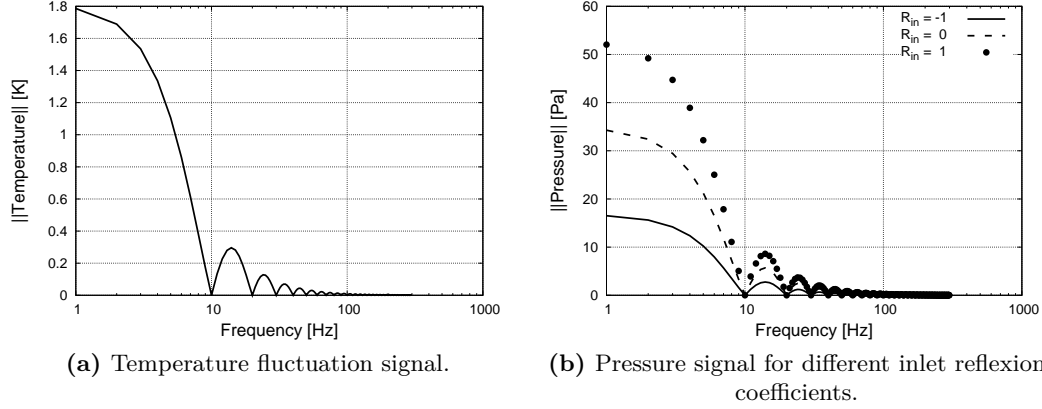 ||Temperature|| [K]
1.8
1.6
1.4
1.2
1
0.8
0.6
0.4
0.2
0
1
10
100
1000
Frequency [Hz]
(a) Temperature fluctuation signal.
||Pressure|| [Pa]
60
50
40
30
20
10
0
1
10
100
1000
Frequency [Hz]
R_in = -1
R_in = 0
R_in = 1
(b) Pressure signal for different inlet reflexion
coefficients.